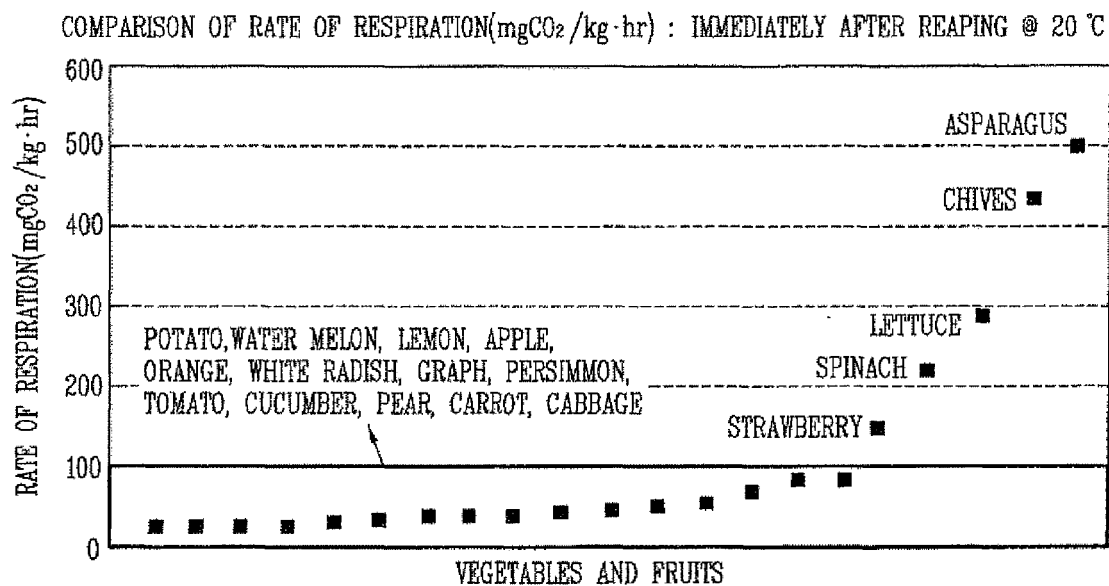 COMPARISON OF RATE OF RESPIRATION(mgCO₂/kg·hr) : IMMEDIATELY AFTER REAPING @ 20 ℃
RATE OF RESPIRATION(mgCO₂/kg·hr)
600
500
400
300
200
100
0
ASPARAGUS
CHIVES
LETTUCE
SPINACH
STRAWBERRY
POTATO,WATER MELON, LEMON, APPLE,
ORANGE, WHITE RADISH, GRAPH, PERSIMMON,
TOMATO, CUCUMBER, PEAR, CARROT, CABBAGE
VEGETABLES AND FRUITS